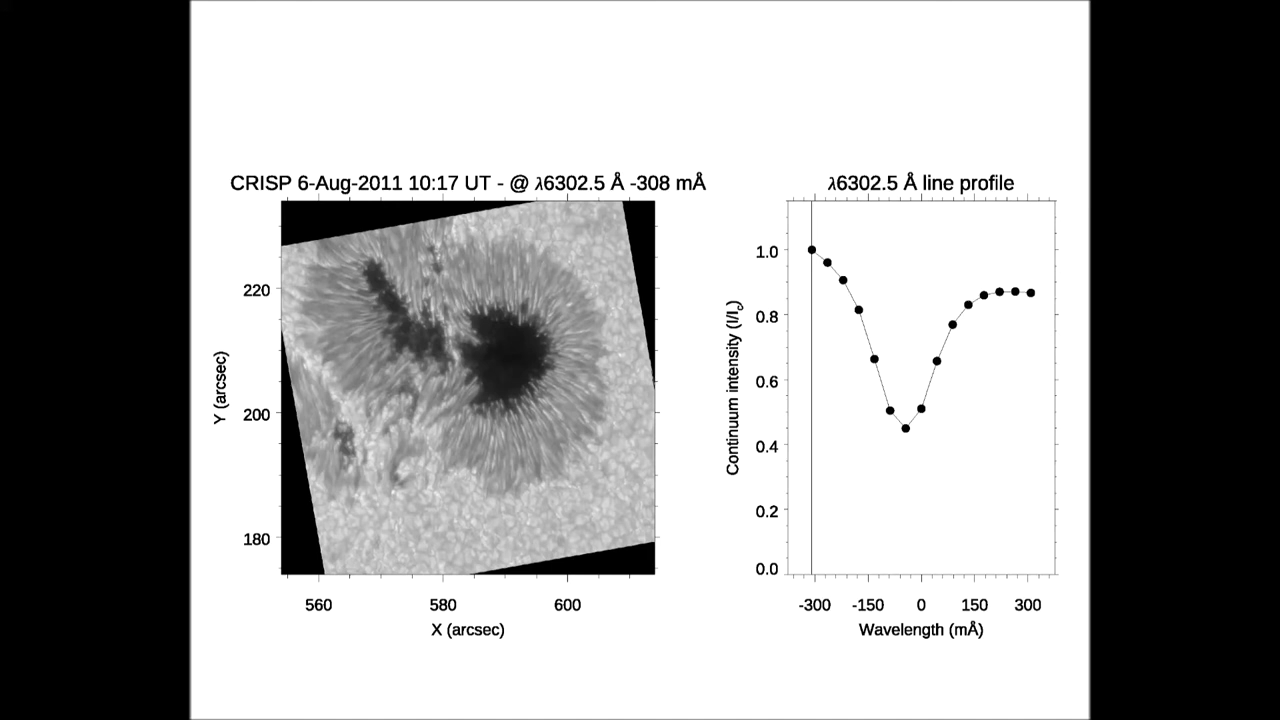 CRISP 6-Aug-2011 10:17 UT - @ λ6302.5 Å -308 mÅ
220
200
180
Y (arcsec)
560 580 600
X (arcsec)
λ6302.5 Å line profile
1.0
0.8
0.6
0.4
0.2
0.0
Continuum intensity (I/Ic)
-300 -150 0 150 300
Wavelength (mÅ)